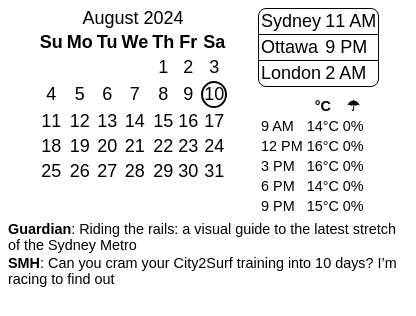 August 2024
Su Mo Tu We Th Fr Sa
1 2 3
4 5 6 7 8 9 10
11 12 13 14 15 16 17
18 19 20 21 22 23 24
25 26 27 28 29 30 31
Sydney 11 AM
Ottawa 9 PM
London 2 AM
°C ☂
9 AM 14°C 0%
12 PM 16°C 0%
3 PM 16°C 0%
6 PM 14°C 0%
9 PM 15°C 0%
Guardian: Riding the rails: a visual guide to the latest stretch
of the Sydney Metro
SMH: Can you cram your City2Surf training into 10 days? I’m
racing to find out